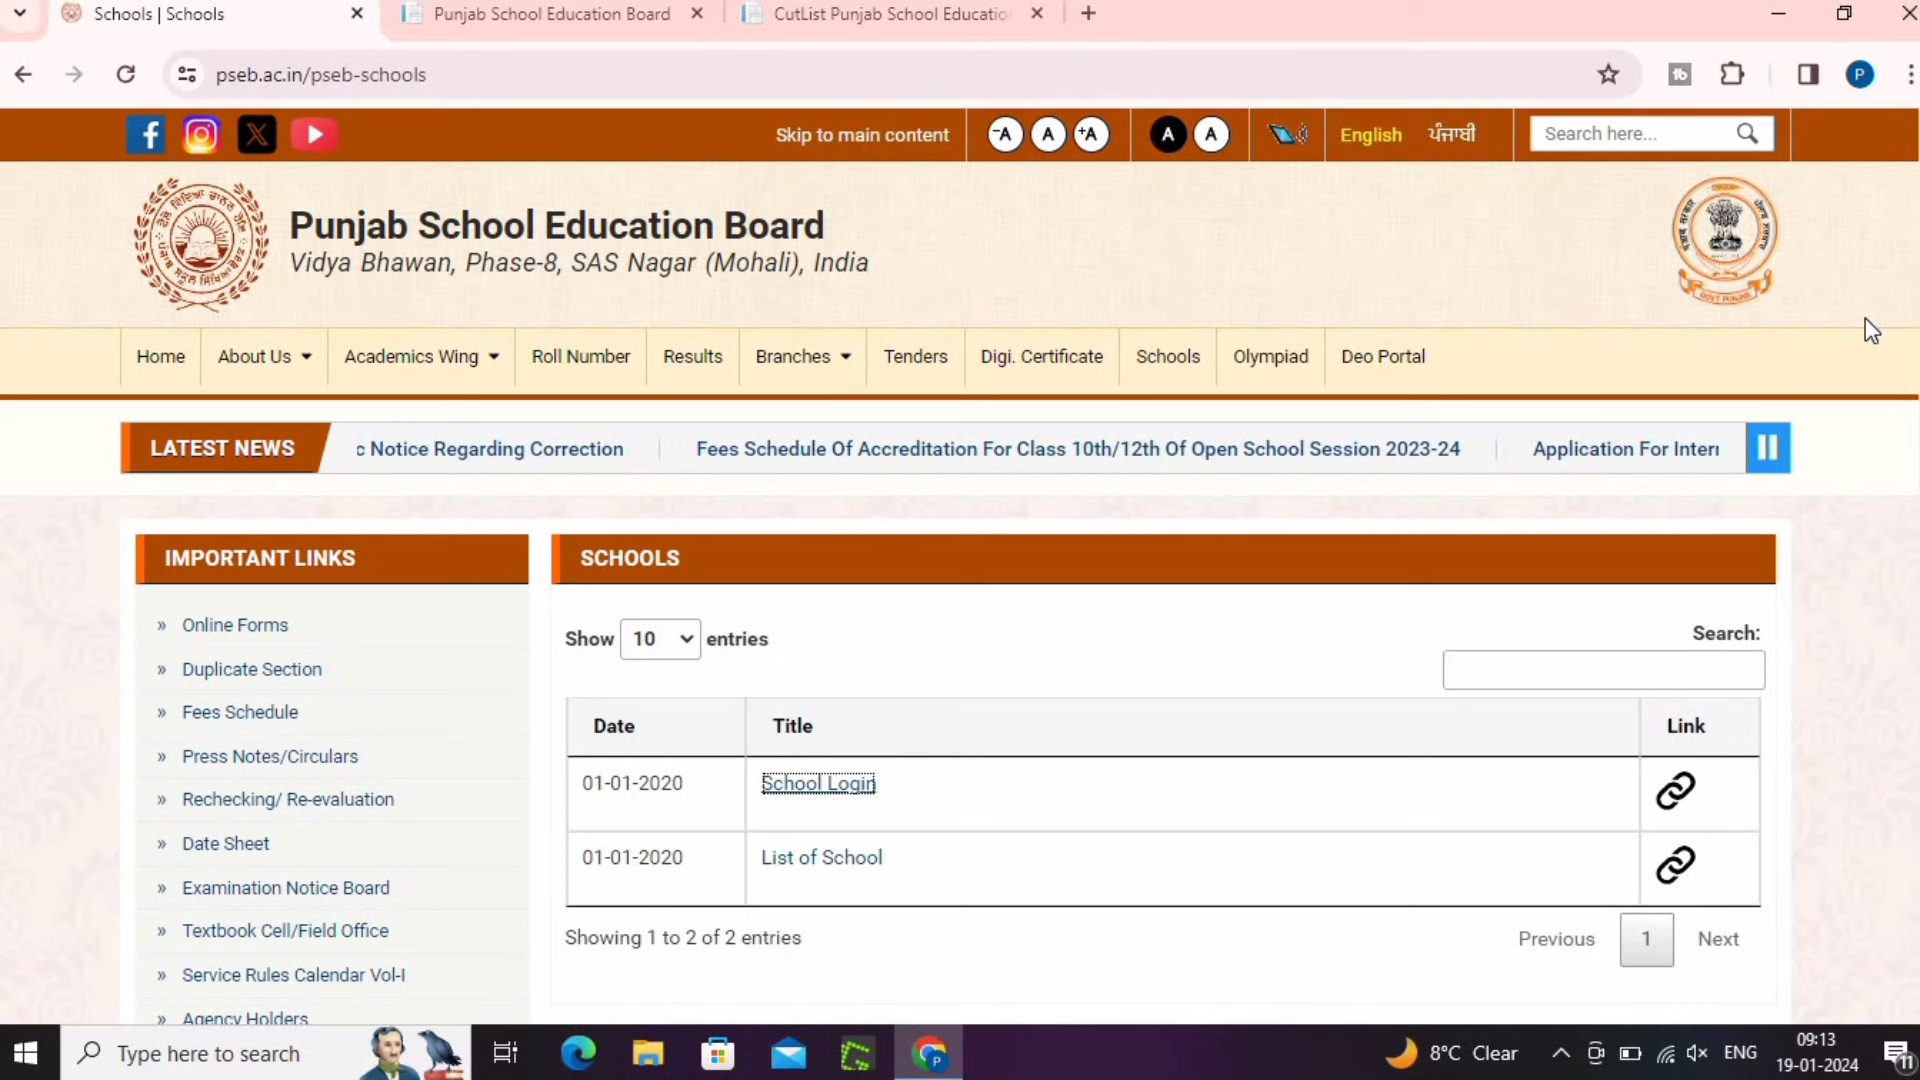 Schools | Schools
Punjab School Education Board
CutList Punjab School Educatio
pseb.ac.in/pseb-schools
P
Skip to main content
-A
A
+A
A
A
English
ਪੰਜਾਬੀ
Search here...
Punjab School Education Board
Vidya Bhawan, Phase-8, SAS Nagar (Mohali), India
Home
About Us
Academics Wing
Roll Number
Results
Branches
Tenders
Digi. Certificate
Schools
Olympiad
Deo Portal
LATEST NEWS
c Notice Regarding Correction
Fees Schedule Of Accreditation For Class 10th/12th Of Open School Session 2023-24
Application For Intern
IMPORTANT LINKS
» Online Forms
» Duplicate Section
» Fees Schedule
» Press Notes/Circulars
» Rechecking/ Re-evaluation
» Date Sheet
» Examination Notice Board
» Textbook Cell/Field Office
» Service Rules Calendar Vol-I
» Agency Holders
SCHOOLS
Show 10 entries
Search:
Date Title Link
01-01-2020 School Login
01-01-2020 List of School
Showing 1 to 2 of 2 entries
Previous 1 Next
Type here to search
8°C Clear
ENG
09:13
19-01-2024
11